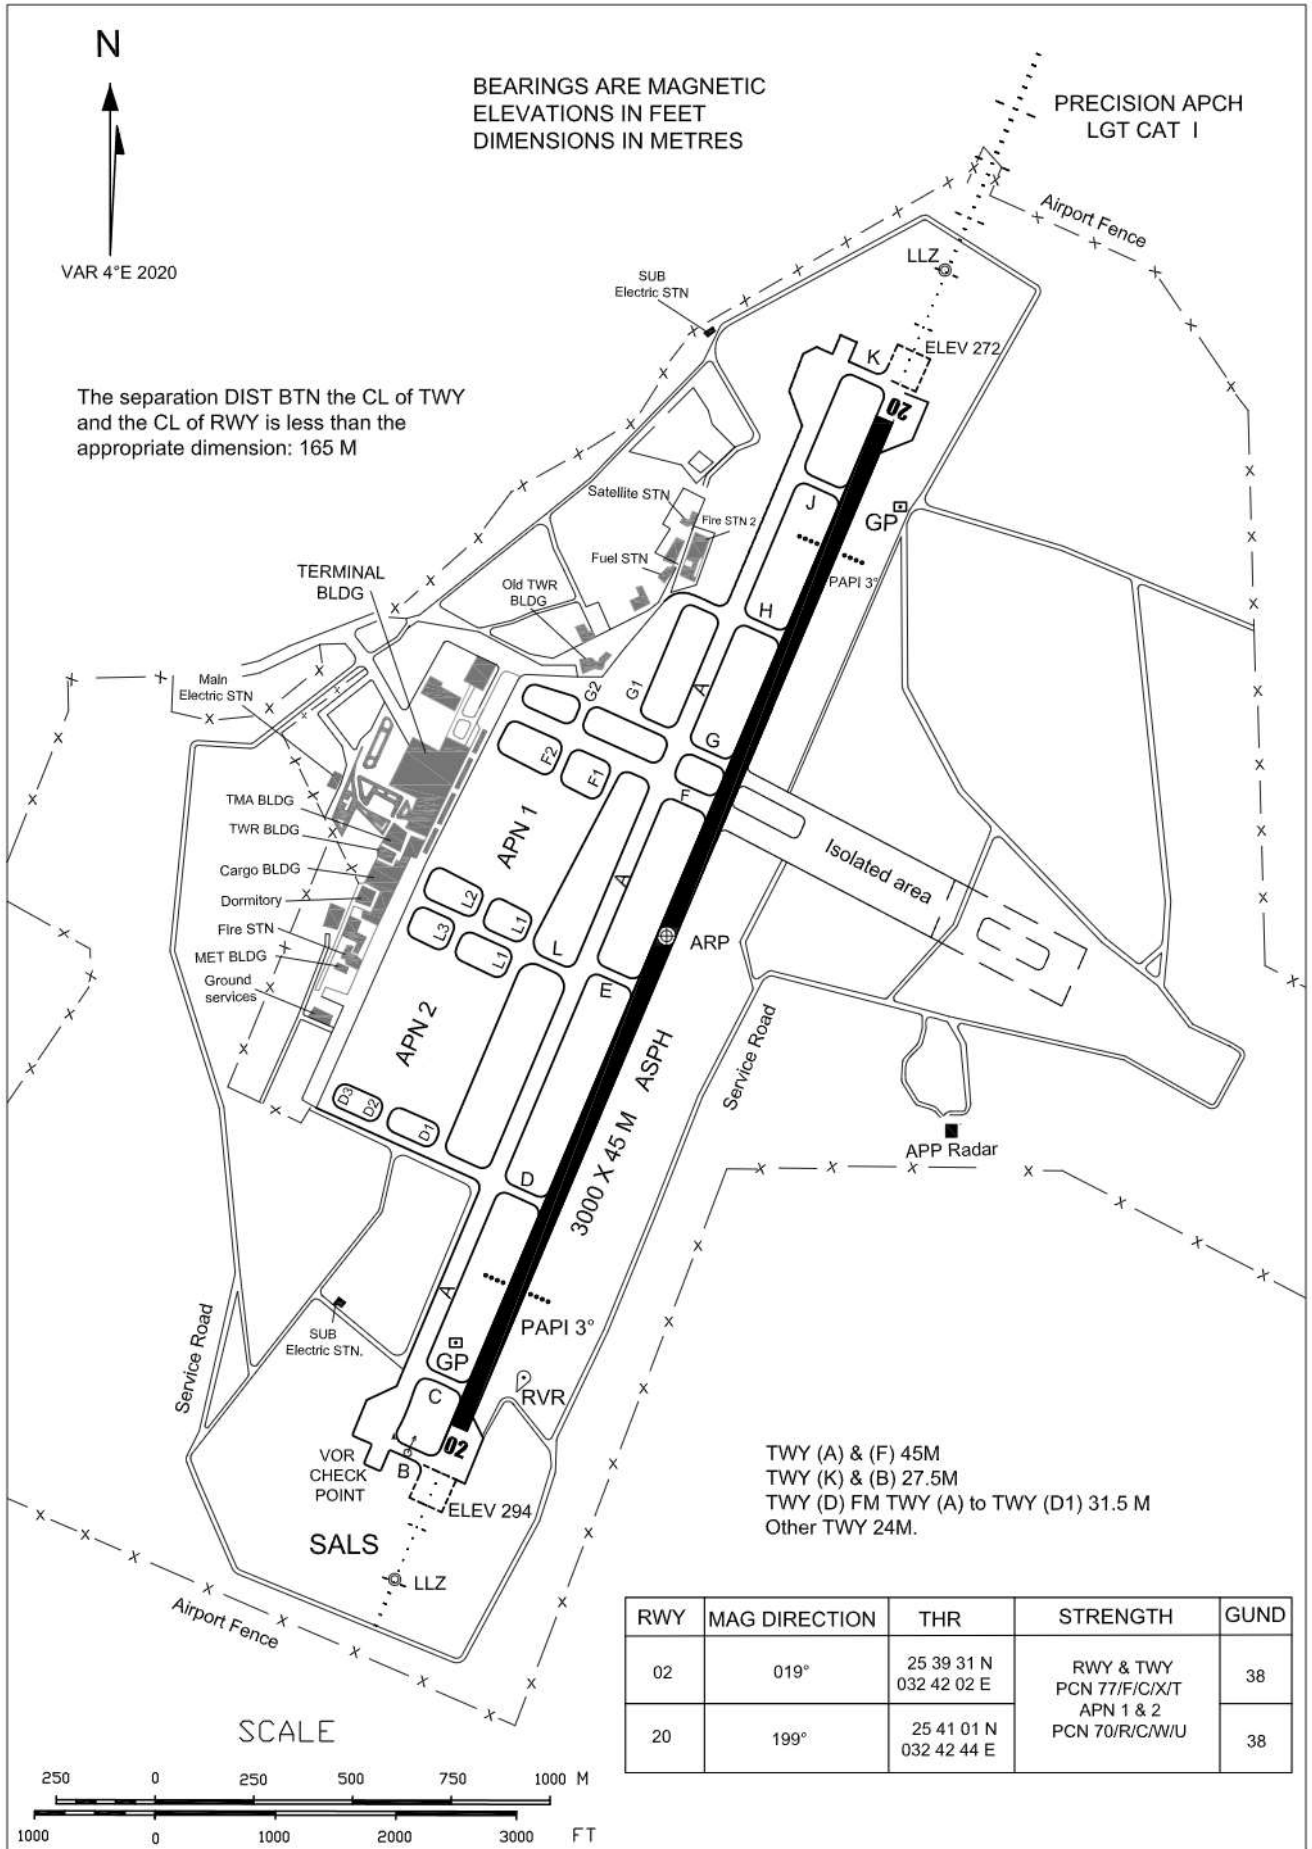 N
BEARINGS ARE MAGNETIC
ELEVATIONS IN FEET
DIMENSIONS IN METRES
PRECISION APCH
LGT CAT I
VAR 4°E 2020
Airport Fence
LLZ
SUB
Electric STN
K
ELEV 272
The separation DIST BTN the CL of TWY
and the CL of RWY is less than the
appropriate dimension: 165 M
20
Satellite STN
J
GP
Fire STN 2
Fuel STN
PAPI 3°
TERMINAL
BLDG
Old TWR
BLDG
H
Main
Electric STN
G2
G1
A
G
F2
F1
F
TMA BLDG
TWR BLDG
APN 1
Isolated area
Cargo BLDG
A
Dormitory
L2
L1
Fire STN
L3
L1
L
ARP
MET BLDG
Ground
services
E
APN 2
3000 X 45 M ASPH
Service Road
D3
D2
D1
APP Radar
D
A
SUB
Electric STN.
PAPI 3°
Service Road
GP
RVR
C
02
VOR
CHECK
POINT
B
ELEV 294
SALS
LLZ
Airport Fence
TWY (A) & (F) 45M
TWY (K) & (B) 27.5M
TWY (D) FM TWY (A) to TWY (D1) 31.5 M
Other TWY 24M.
RWY MAG DIRECTION THR STRENGTH GUND
02 019° 25 39 31 N
032 42 02 E
RWY & TWY
PCN 77/F/C/X/T
APN 1 & 2
PCN 70/R/C/W/U
38
20 199° 25 41 01 N
032 42 44 E
38
SCALE
250 0 250 500 750 1000 M
1000 0 1000 2000 3000 FT